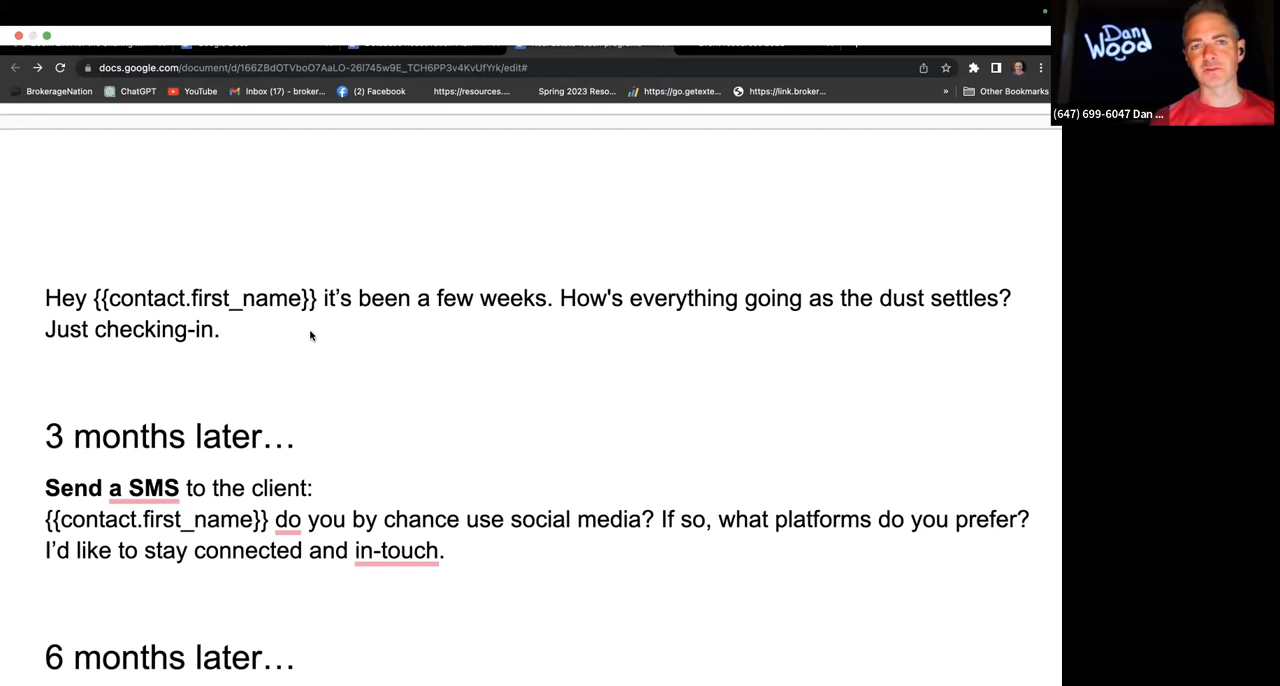 docs.google.com/document/d/166ZBdOTVboO7AaLO-26l745w9E_TCH6PP3v4KvUfYrk/edit#
BrokerageNation ChatGPT YouTube Inbox (17) - broker... (2) Facebook https://resources.... Spring 2023 Reso... https://go.getexte... https://link.broker... » Other Bookmarks
Dan
Wood
(647) 699-6047 Dan ...
Hey {{contact.first_name}} it’s been a few weeks. How's everything going as the dust settles?
Just checking-in.
3 months later…
Send a SMS to the client:
{{contact.first_name}} do you by chance use social media? If so, what platforms do you prefer?
I’d like to stay connected and in-touch.
6 months later…